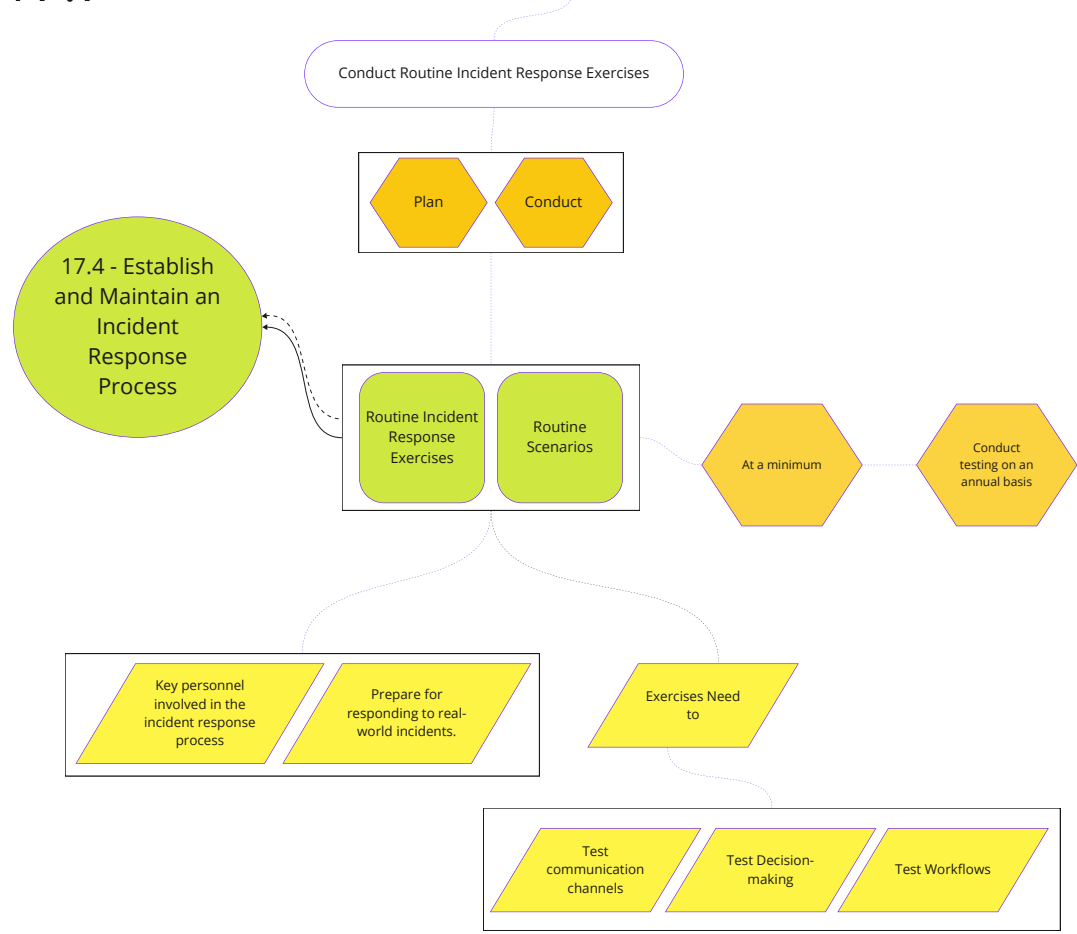 Conduct Routine Incident Response Exercises
Plan
Conduct
17.4 - Establish
and Maintain an
Incident
Response
Process
Routine Incident
Response
Exercises
Routine
Scenarios
At a minimum
Conduct
testing on an
annual basis
Key personnel
involved in the
incident response
process
Prepare for
responding to real-
world incidents.
Exercises Need
to
Test
communication
channels
Test Decision-
making
Test Workflows